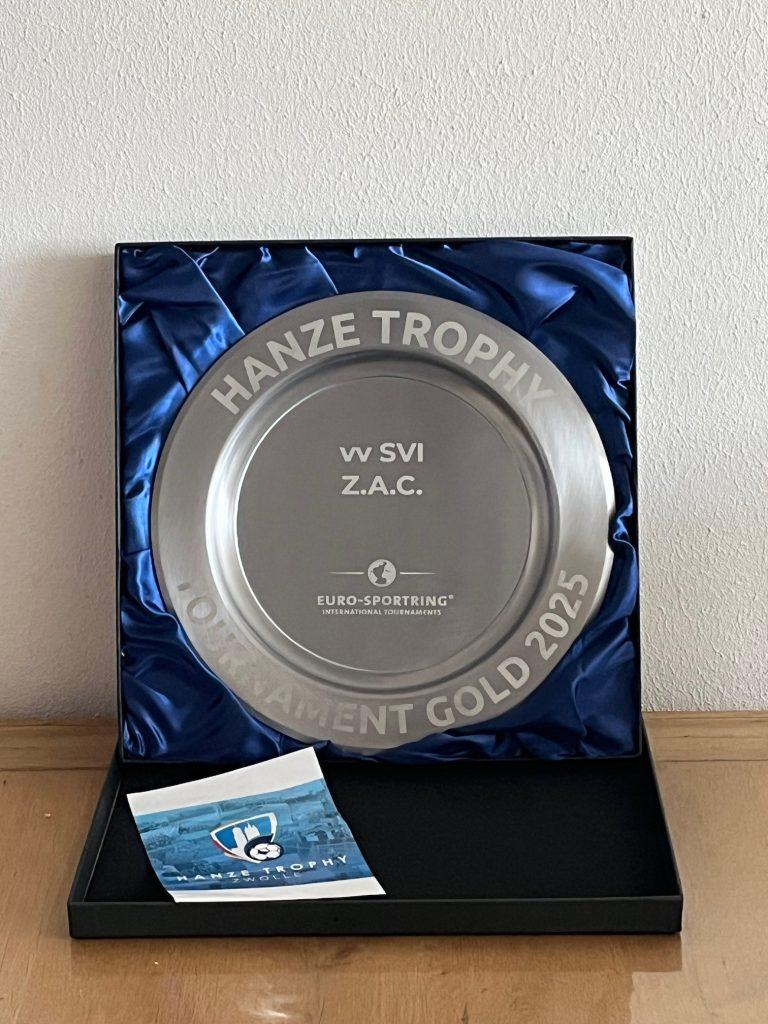 HANZE TROPHY
vv SVI
Z.A.C.
EURO-SPORTRING®
INTERNATIONAL TOURNAMENTS
TOURNAMENT GOLD 2025
HANZE TROPHY
ZWOLLE